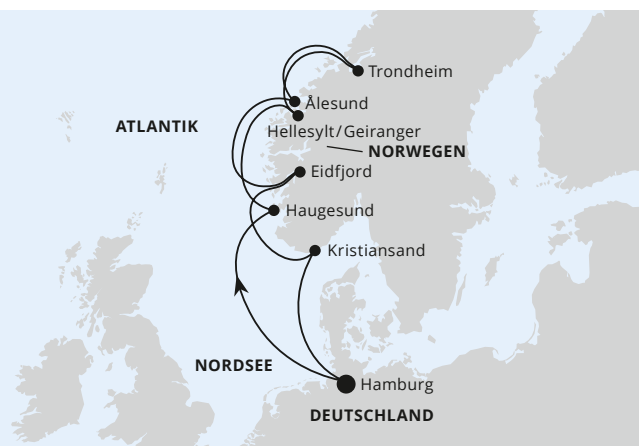 Trondheim
Ålesund
ATLANTIK
Hellesylt/Geiranger
NORWEGEN
Eidfjord
Haugesund
Kristiansand
NORDSEE
Hamburg
DEUTSCHLAND